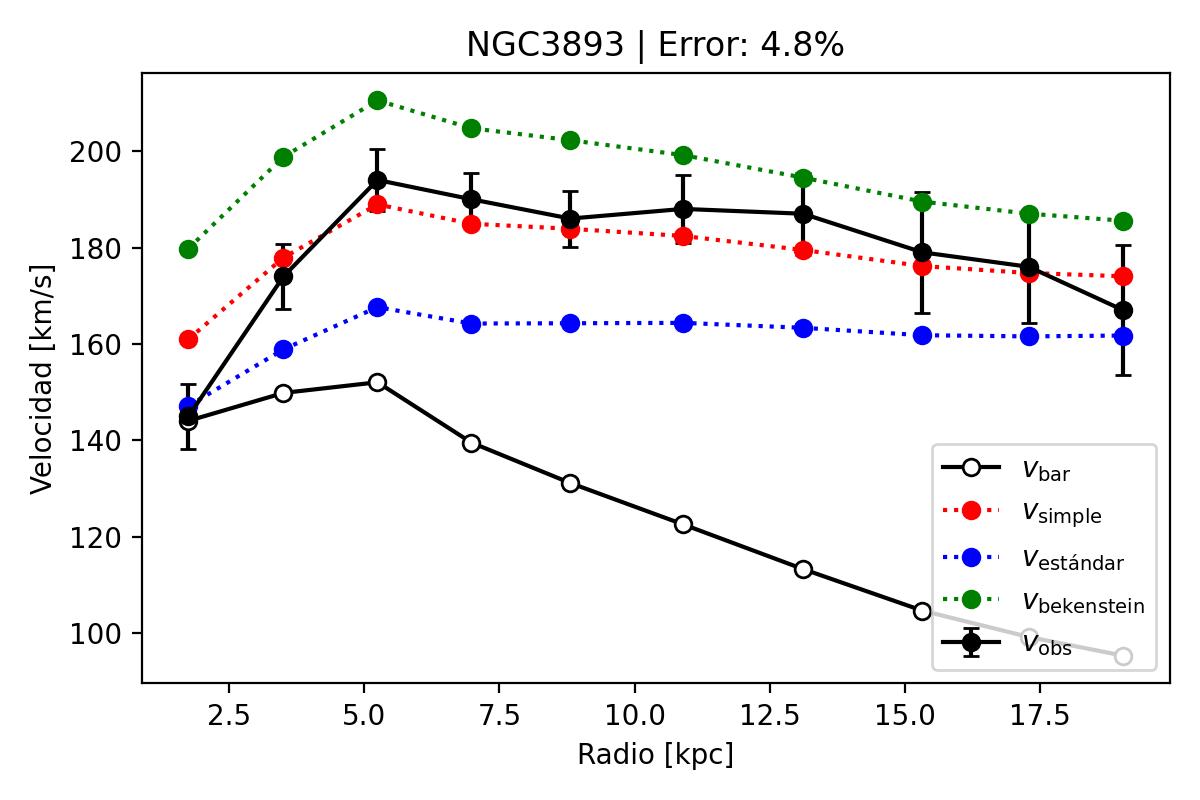 NGC3893 | Error: 4.8%
Velocidad [km/s]
200
180
160
140
120
100
v_bar
v_simple
v_estándar
v_bekenstein
v_obs
2.5 5.0 7.5 10.0 12.5 15.0 17.5
Radio [kpc]